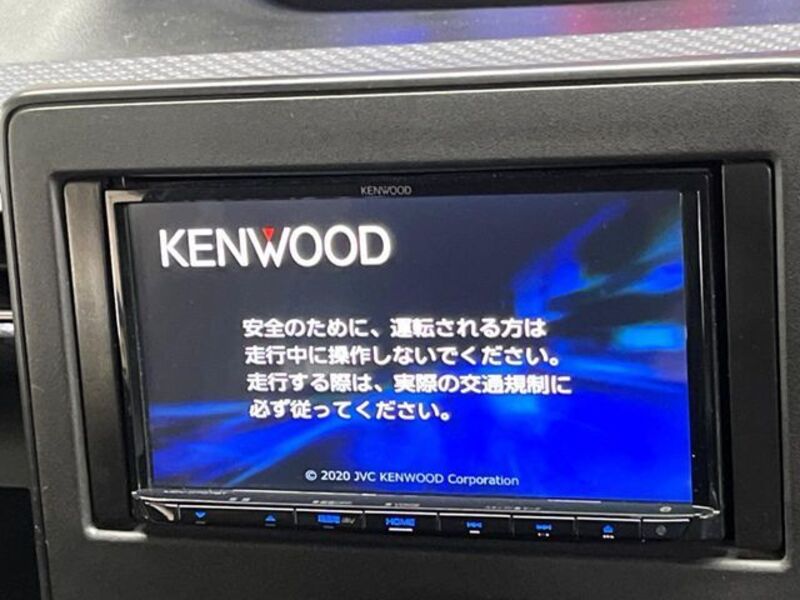 KENWOOD
KENWOOD
安全のために、運転される方は
走行中に操作しないでください。
走行する際は、実際の交通規制に
必ず従ってください。
© 2020 JVC KENWOOD Corporation
HOME